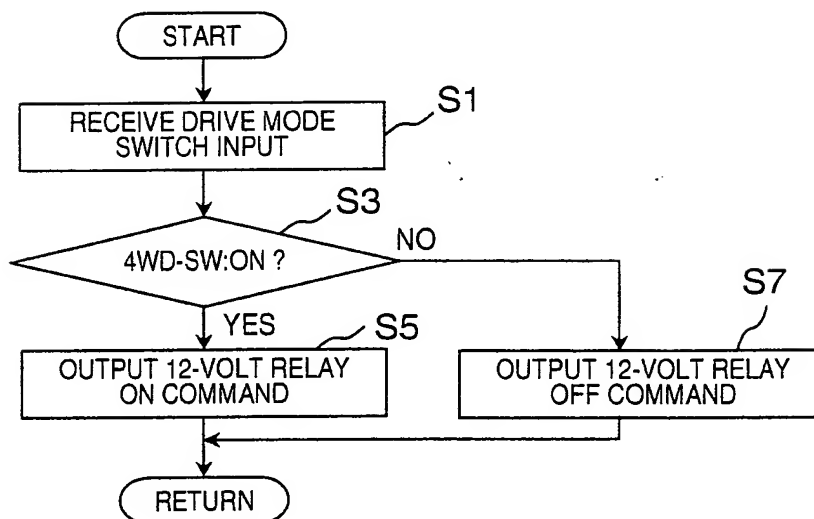 START
RECEIVE DRIVE MODE
SWITCH INPUT
S1
4WD-SW:ON ?
S3
NO
YES
OUTPUT 12-VOLT RELAY
ON COMMAND
S5
OUTPUT 12-VOLT RELAY
OFF COMMAND
S7
RETURN